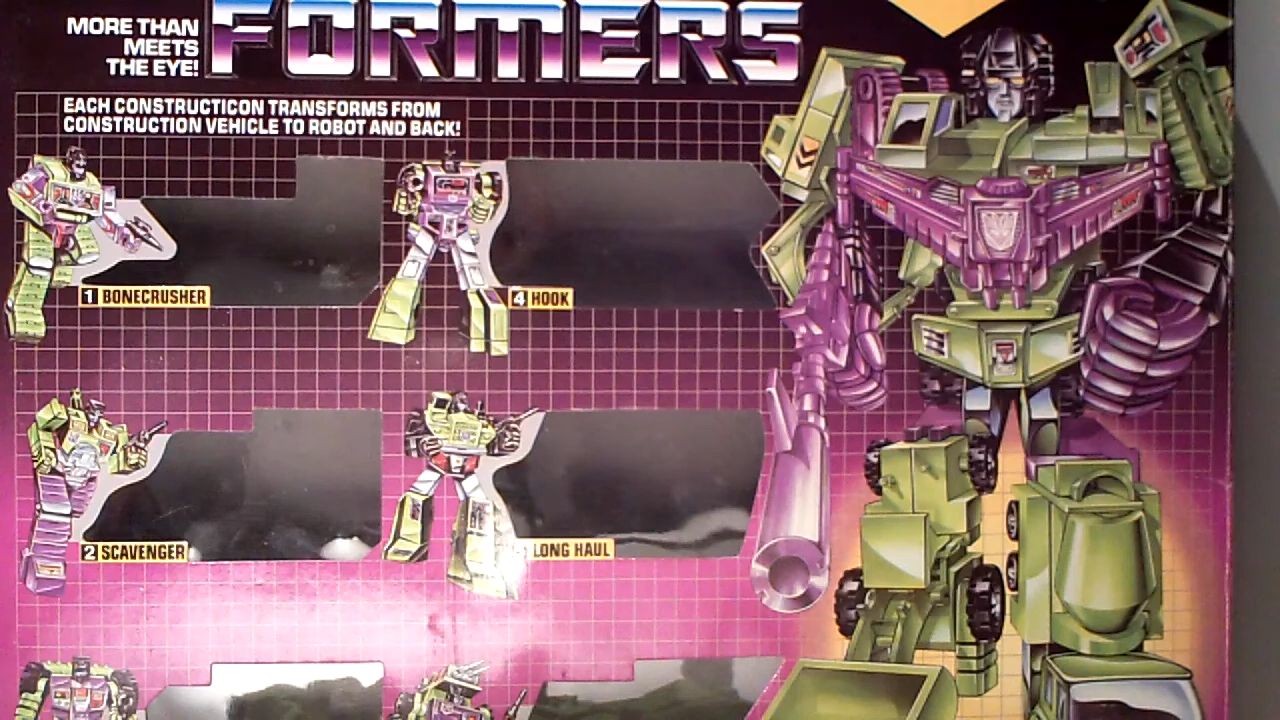 MORE THAN
MEETS
THE EYE!
FORMERS
EACH CONSTRUCTICON TRANSFORMS FROM
CONSTRUCTION VEHICLE TO ROBOT AND BACK!
1 BONECRUSHER
4 HOOK
2 SCAVENGER
LONG HAUL